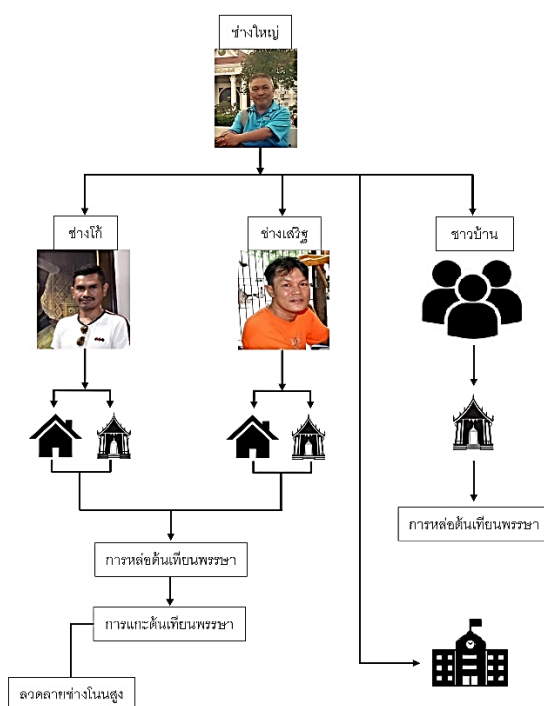 ช่างใหญ่
ช่างโก้
ช่างเสริฐ
ชาวบ้าน
การหล่อต้นเทียนพรรษา
การหล่อต้นเทียนพรรษา
การแกะต้นเทียนพรรษา
ลวดลายช่างโนนสูง